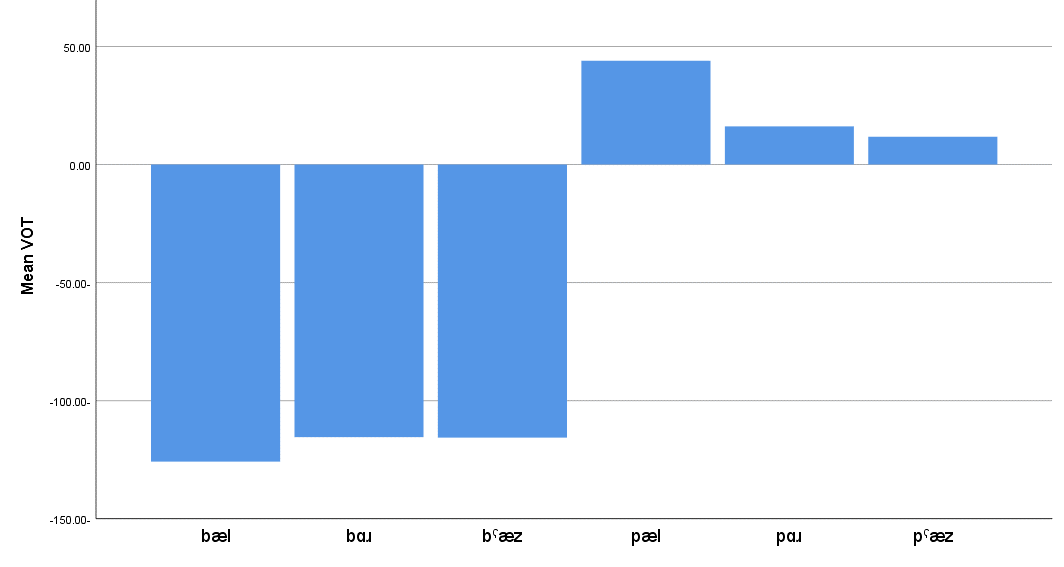 50.00
0.00
-50.00-
-100.00-
-150.00-
Mean VOT
bæl
bɑɹ
bˤæz
pæl
pɑɹ
pˤæz